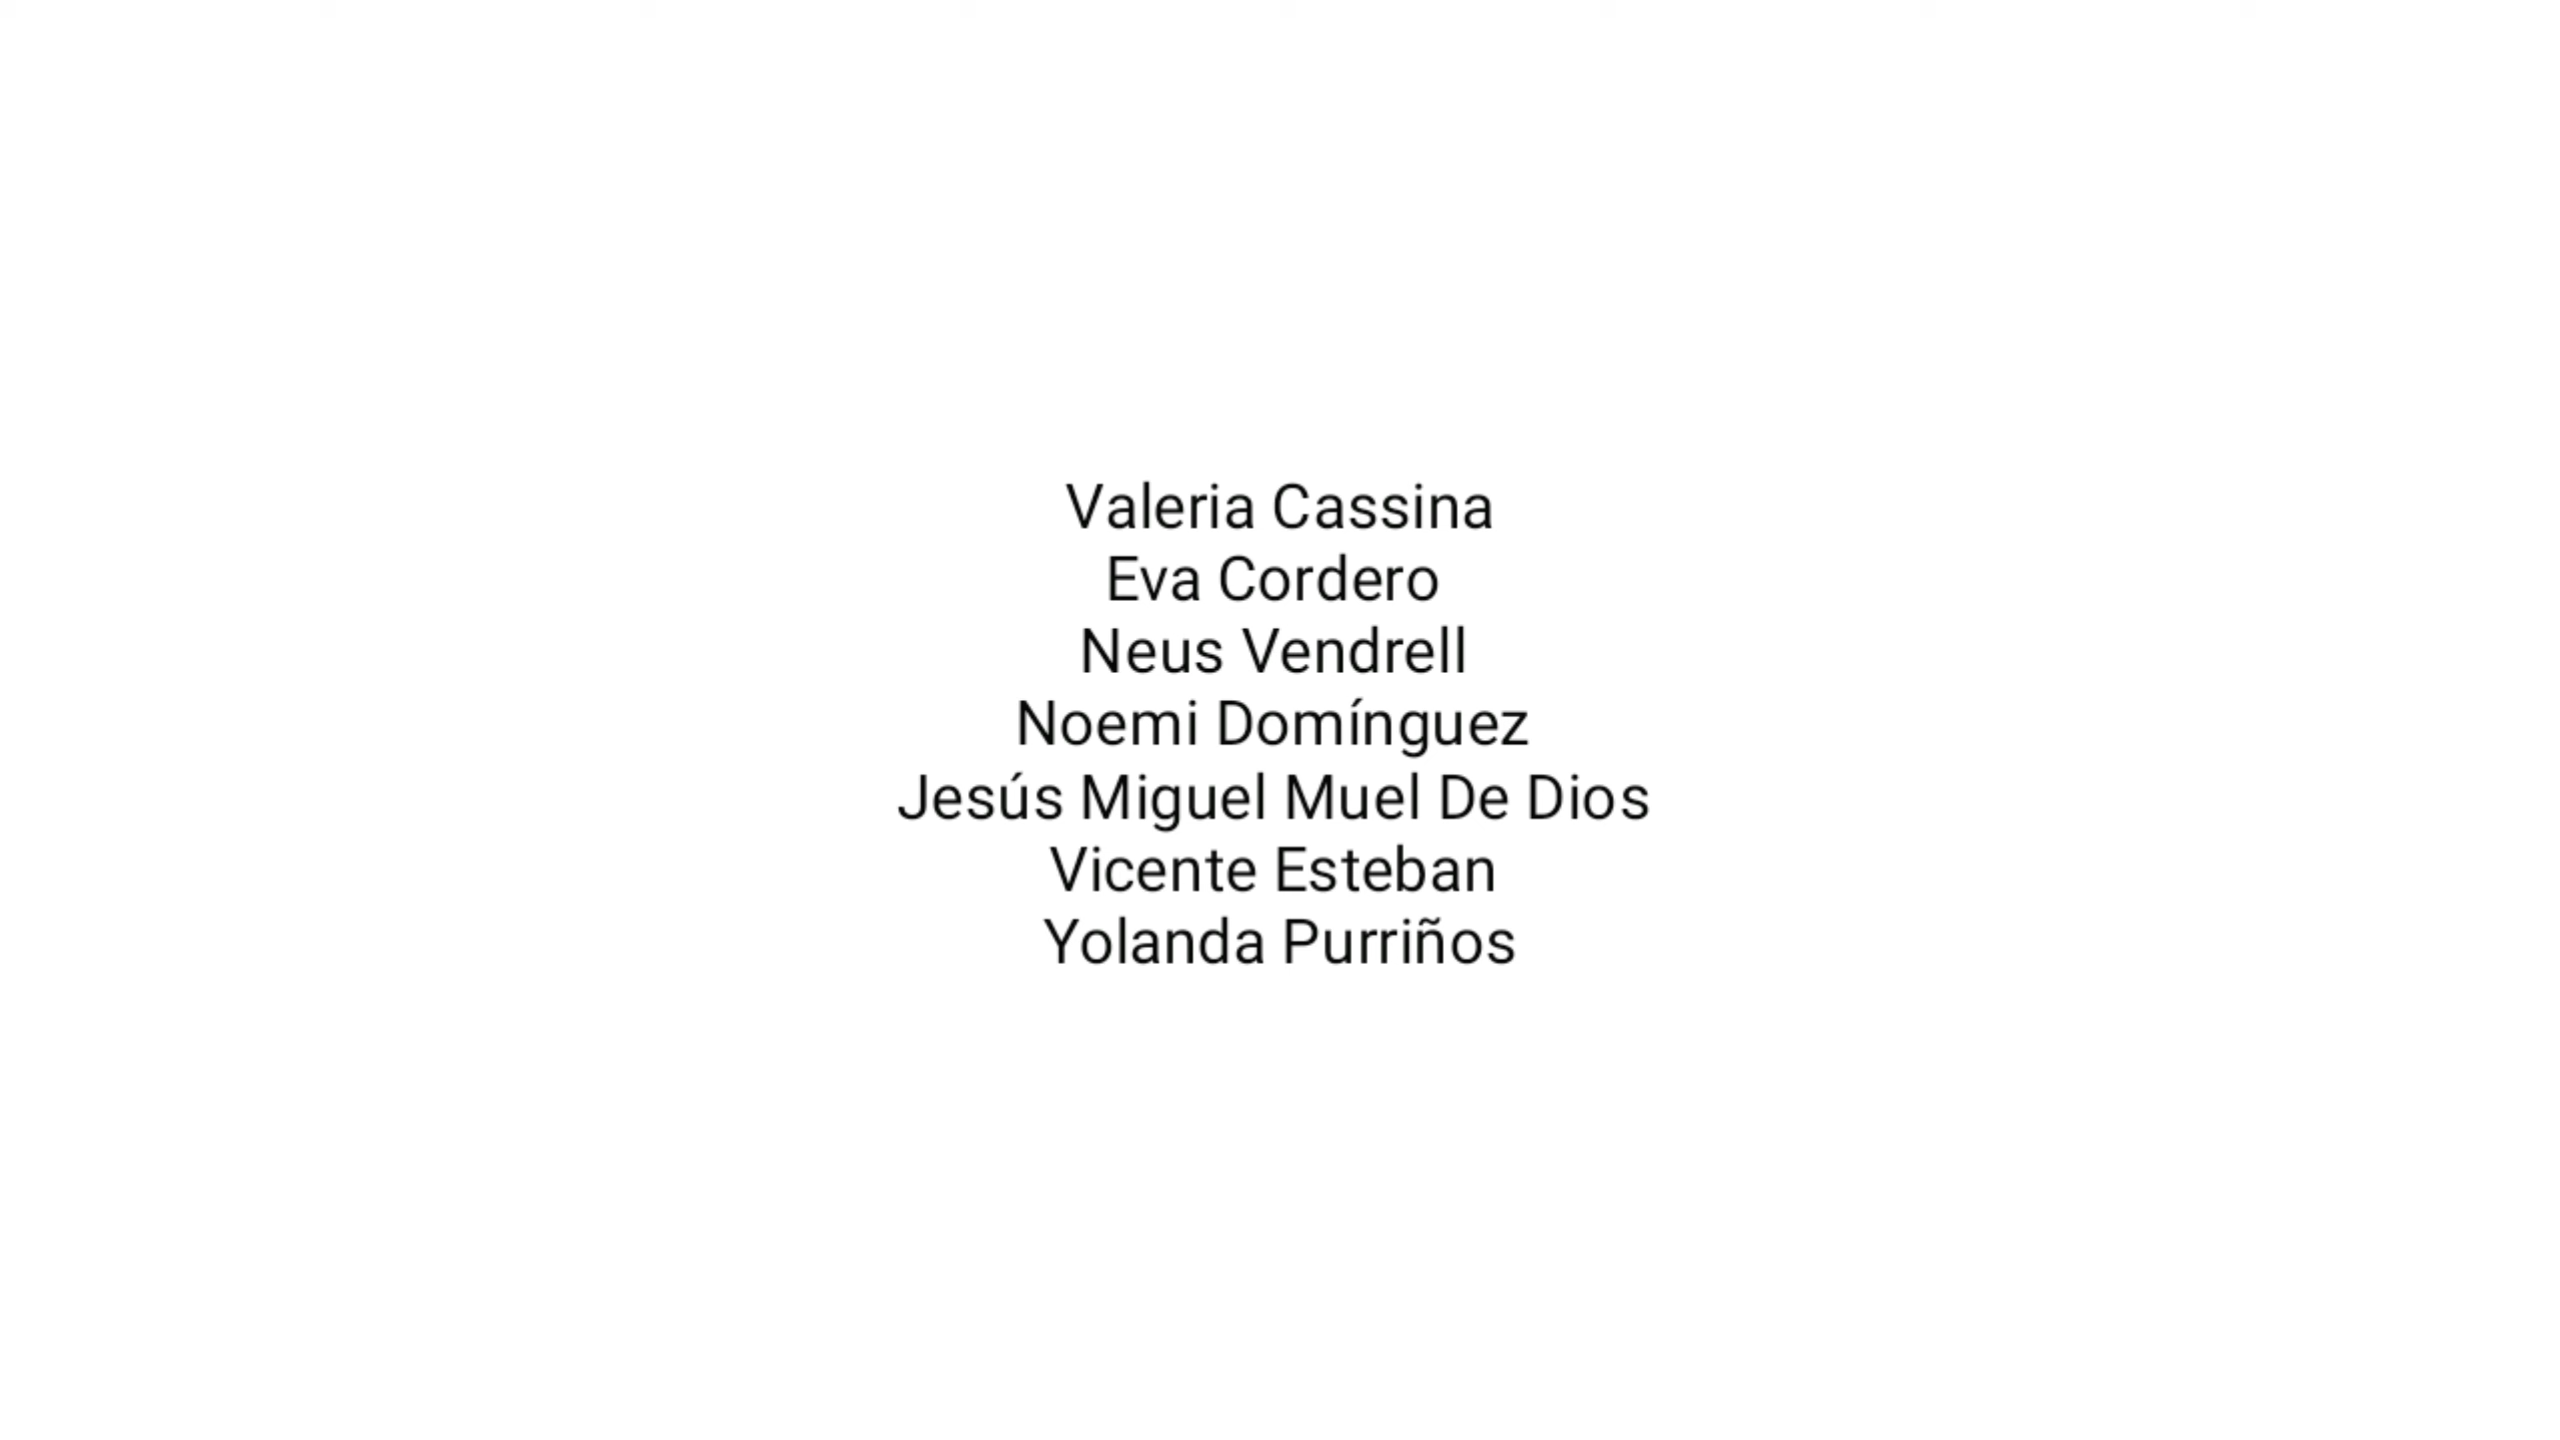 Valeria Cassina
Eva Cordero
Neus Vendrell
Noemi Domínguez
Jesús Miguel Muel De Dios
Vicente Esteban
Yolanda Purriños